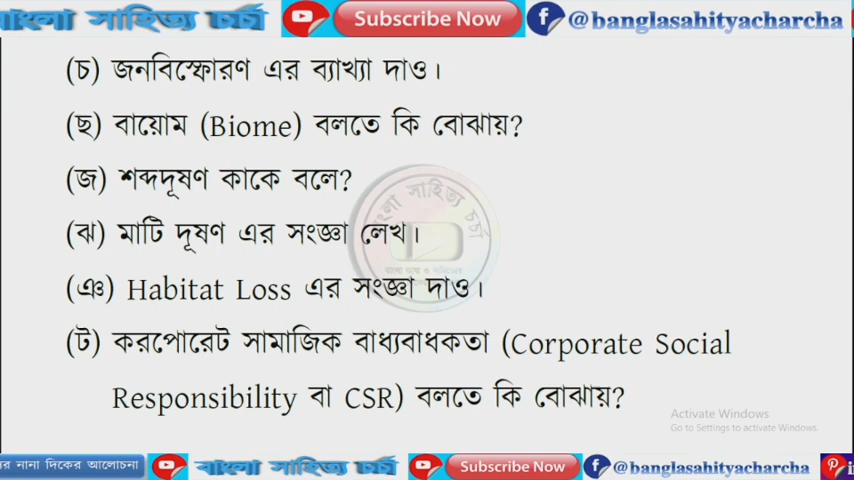 বাংলা সাহিত্য চর্চা Subscribe Now @banglasahityacharcha
(চ) জনবিস্ফোরণ এর ব্যাখ্যা দাও।
(ছ) বায়োম (Biome) বলতে কি বোঝায়?
(জ) শব্দদূষণ কাকে বলে?
(ঝ) মাটি দূষণ এর সংজ্ঞা লেখ।
(ঞ) Habitat Loss এর সংজ্ঞা দাও।
(ট) করপোরেট সামাজিক বাধ্যবাধকতা (Corporate Social
Responsibility বা CSR) বলতে কি বোঝায়?
বাংলা সাহিত্য চর্চা
Activate Windows
Go to Settings to activate Windows.
নানা দিকের আলোচনা বাংলা সাহিত্য চর্চা Subscribe Now @banglasahityacharcha